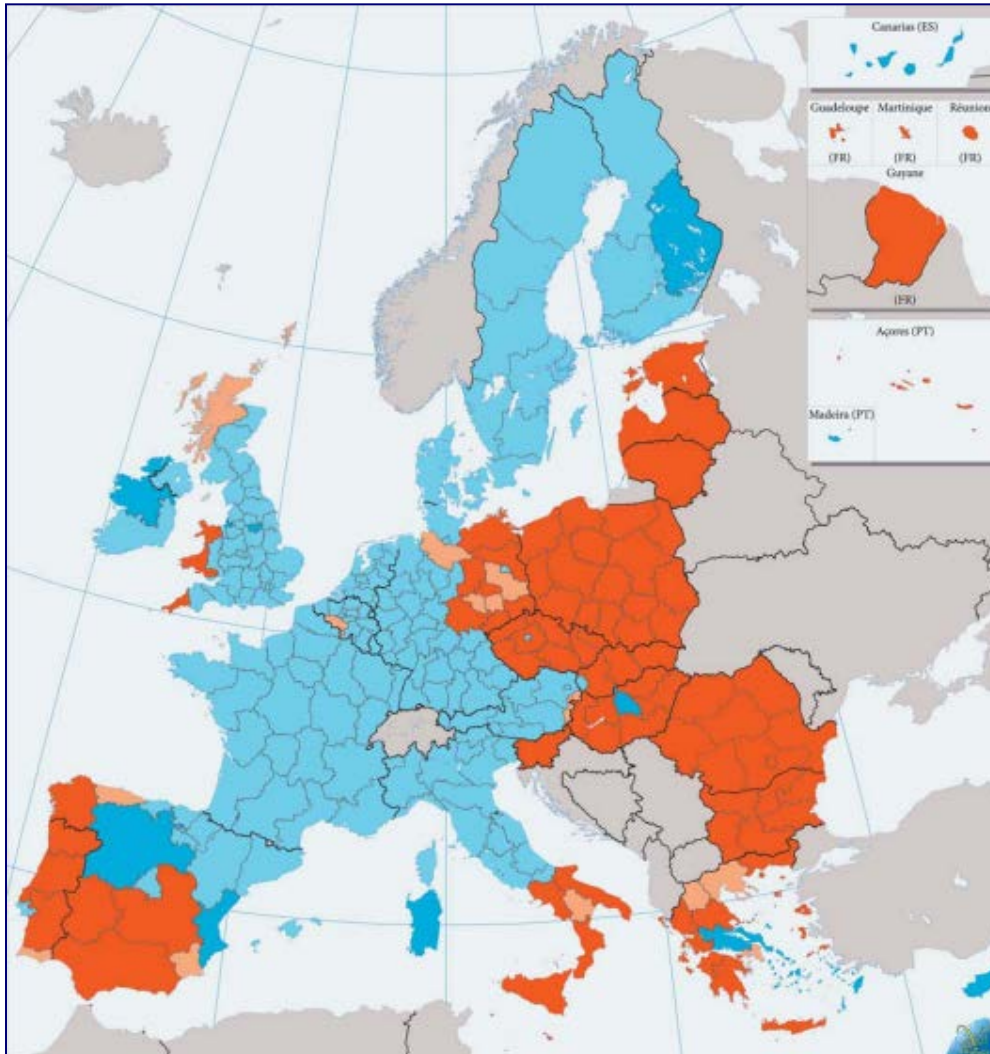 Canarias (ES)
Guadeloupe Martinique Réunion
(FR) (FR) (FR)
Guyane
(FR)
Açores (PT)
Madeira (PT)